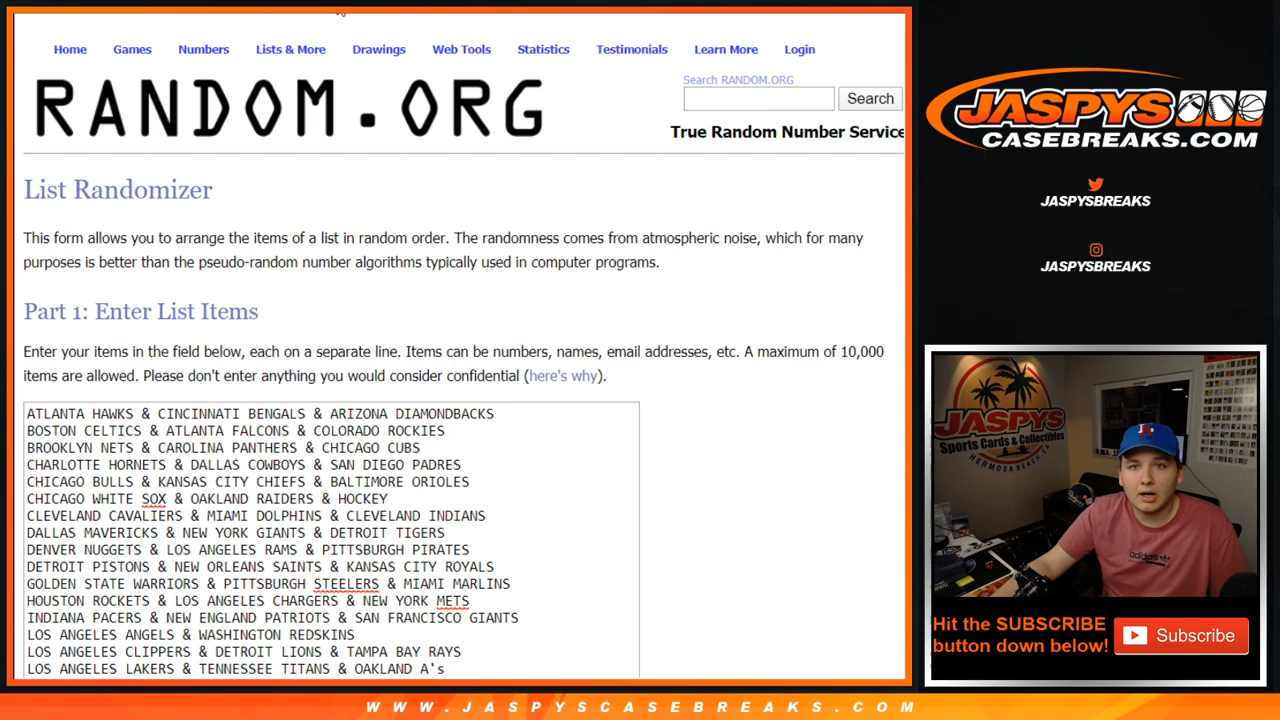 Home Games Numbers Lists & More Drawings Web Tools Statistics Testimonials Learn More Login
RANDOM.ORG
Search RANDOM.ORG
Search
True Random Number Service
List Randomizer
This form allows you to arrange the items of a list in random order. The randomness comes from atmospheric noise, which for many
purposes is better than the pseudo-random number algorithms typically used in computer programs.
Part 1: Enter List Items
Enter your items in the field below, each on a separate line. Items can be numbers, names, email addresses, etc. A maximum of 10,000
items are allowed. Please don't enter anything you would consider confidential (here's why).
ATLANTA HAWKS & CINCINNATI BENGALS & ARIZONA DIAMONDBACKS
BOSTON CELTICS & ATLANTA FALCONS & COLORADO ROCKIES
BROOKLYN NETS & CAROLINA PANTHERS & CHICAGO CUBS
CHARLOTTE HORNETS & DALLAS COWBOYS & SAN DIEGO PADRES
CHICAGO BULLS & KANSAS CITY CHIEFS & BALTIMORE ORIOLES
CHICAGO WHITE SOX & OAKLAND RAIDERS & HOCKEY
CLEVELAND CAVALIERS & MIAMI DOLPHINS & CLEVELAND INDIANS
DALLAS MAVERICKS & NEW YORK GIANTS & DETROIT TIGERS
DENVER NUGGETS & LOS ANGELES RAMS & PITTSBURGH PIRATES
DETROIT PISTONS & NEW ORLEANS SAINTS & KANSAS CITY ROYALS
GOLDEN STATE WARRIORS & PITTSBURGH STEELERS & MIAMI MARLINS
HOUSTON ROCKETS & LOS ANGELES CHARGERS & NEW YORK METS
INDIANA PACERS & NEW ENGLAND PATRIOTS & SAN FRANCISCO GIANTS
LOS ANGELES ANGELS & WASHINGTON REDSKINS
LOS ANGELES CLIPPERS & DETROIT LIONS & TAMPA BAY RAYS
LOS ANGELES LAKERS & TENNESSEE TITANS & OAKLAND A's
JASPYS
CASEBREAKS.COM
JASPYSBREAKS
JASPYSBREAKS
JASPYS
Sports Cards & Collectibles
HERMOSA BEACH, CA
adidas
Hit the SUBSCRIBE
button down below!
Subscribe
WWW.JASPYSCASEBREAKS.COM